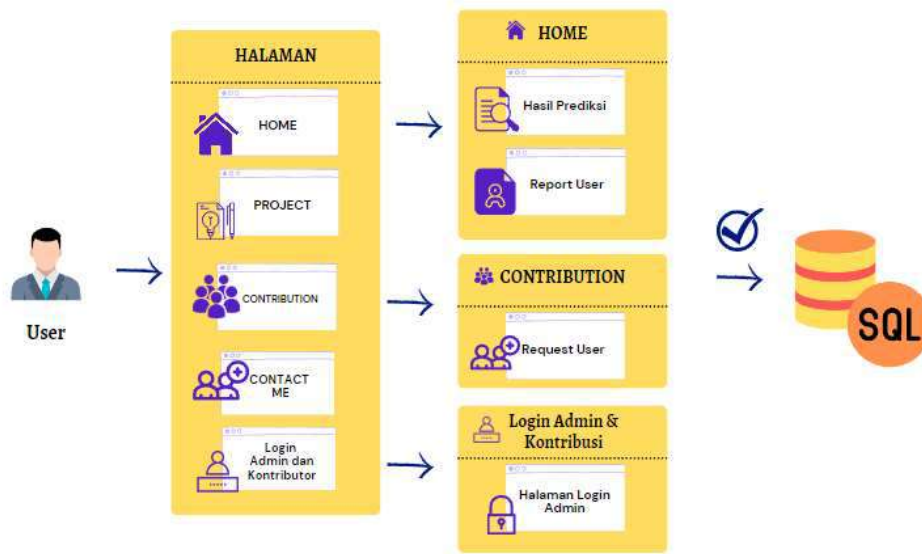 User
HALAMAN
HOME
PROJECT
CONTRIBUTION
CONTACT
ME
Login
Admin dan
Kontributor
HOME
Hasil Prediksi
Report User
CONTRIBUTION
Request User
Login Admin &
Kontribusi
Halaman Login
Admin
SQL